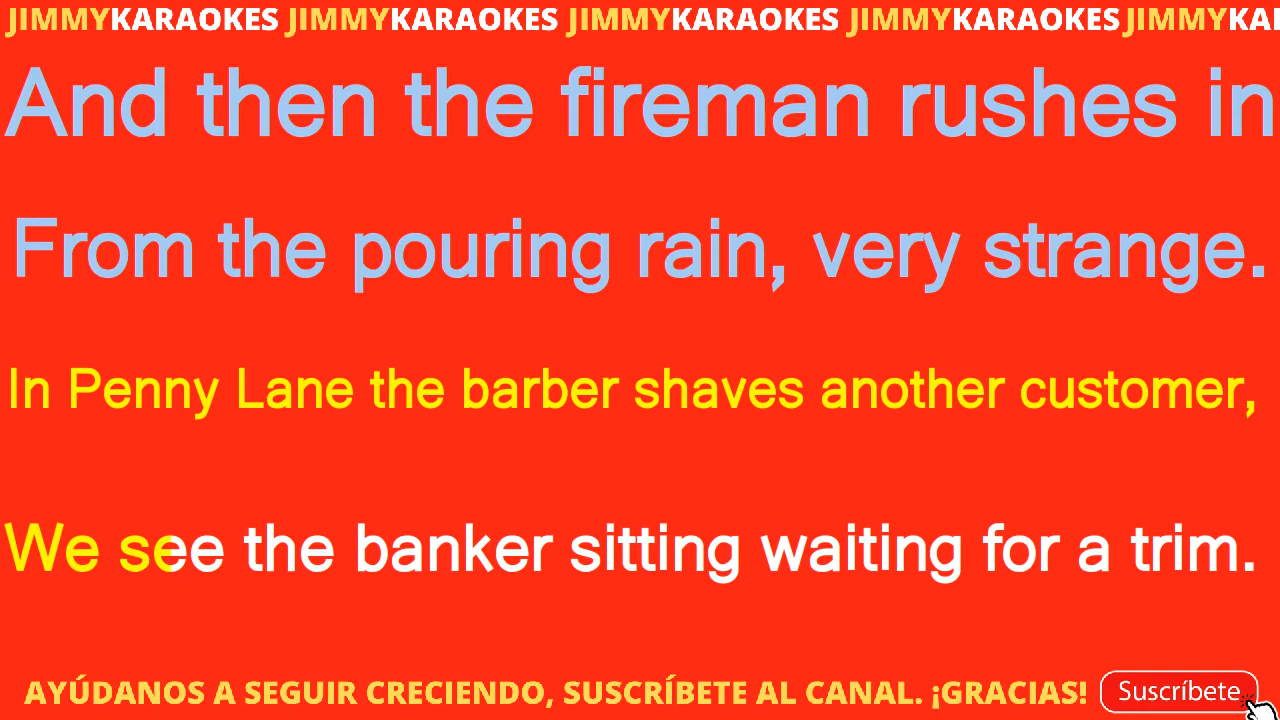 JIMMYKARAOKES JIMMYKARAOKES JIMMYKARAOKES JIMMYKARAOKES JIMMYKAI
And then the fireman rushes in
From the pouring rain, very strange.
In Penny Lane the barber shaves another customer,
We see the banker sitting waiting for a trim.
AYÚDANOS A SEGUIR CRECIENDO, SUSCRÍBETE AL CANAL. ¡GRACIAS! Suscríbete